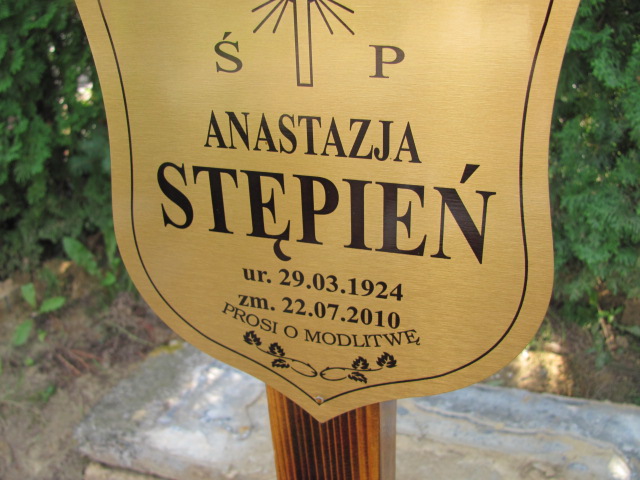 Ś P
ANASTAZJA
STĘPIEŃ
ur. 29.03.1924
zm. 22.07.2010
PROSI O MODLITWĘ